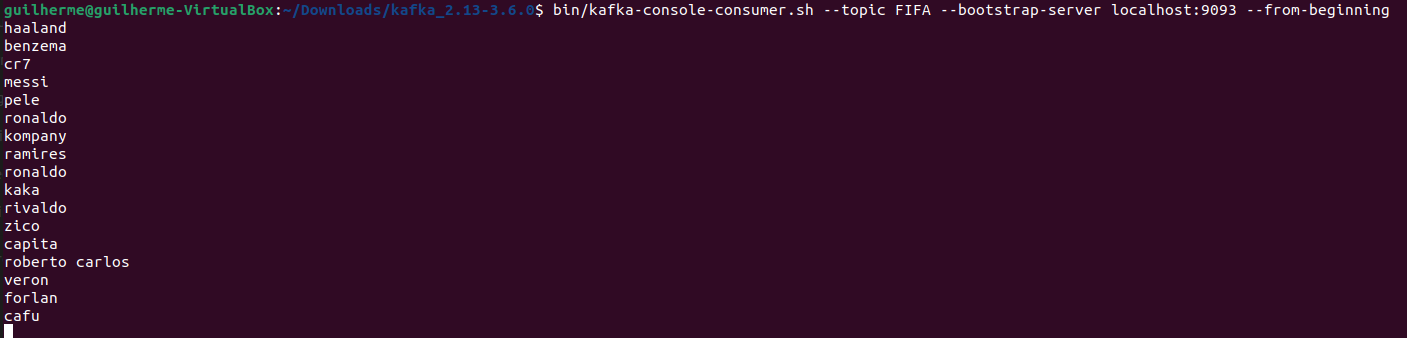 guilherme@guilherme-VirtualBox:~/Downloads/kafka_2.13-3.6.0$ bin/kafka-console-consumer.sh --topic FIFA --bootstrap-server localhost:9093 --from-beginning
haaland
benzema
cr7
messi
pele
ronaldo
kompany
ramires
ronaldo
kaka
rivaldo
zico
capita
roberto carlos
veron
forlan
cafu